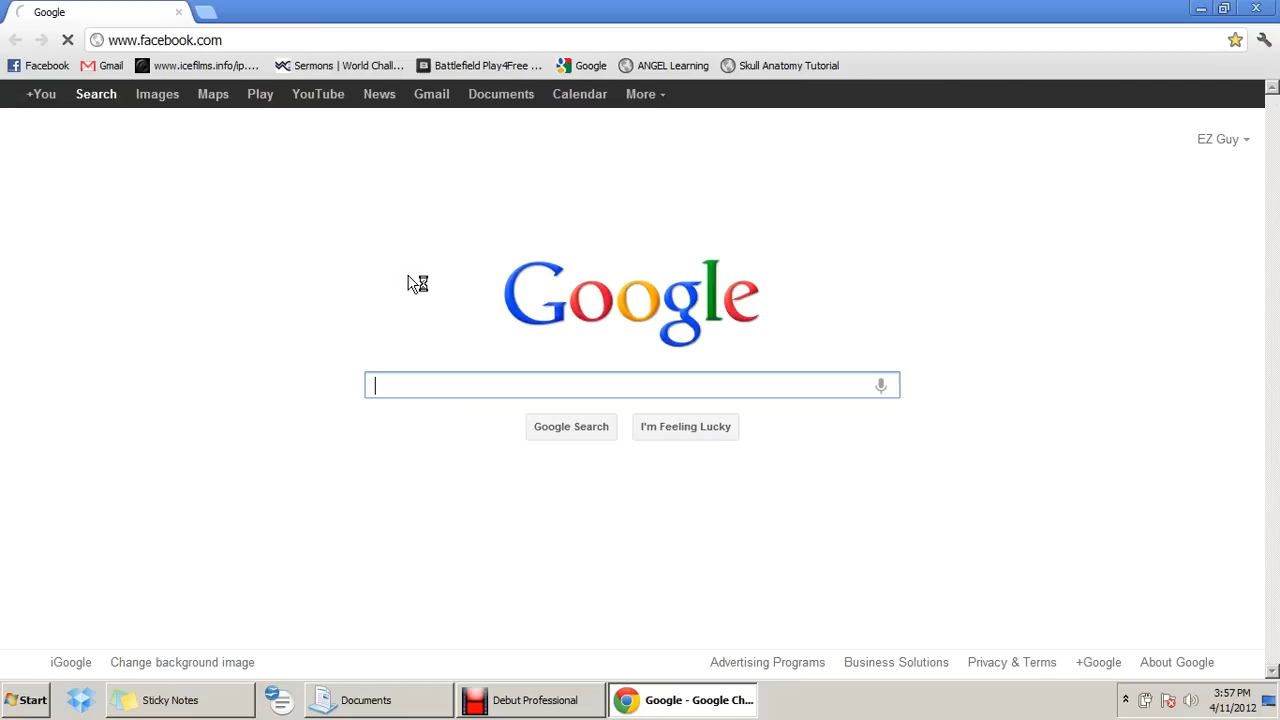 Google
www.facebook.com
Facebook Gmail www.icefilms.info/ip.... Sermons | World Chall... Battlefield Play4Free ... Google ANGEL Learning Skull Anatomy Tutorial
+You Search Images Maps Play YouTube News Gmail Documents Calendar More
EZ Guy
Google
Google Search I'm Feeling Lucky
iGoogle Change background image Advertising Programs Business Solutions Privacy & Terms +Google About Google
Start Sticky Notes Documents Debut Professional Google - Google Ch... 3:57 PM
4/11/2012